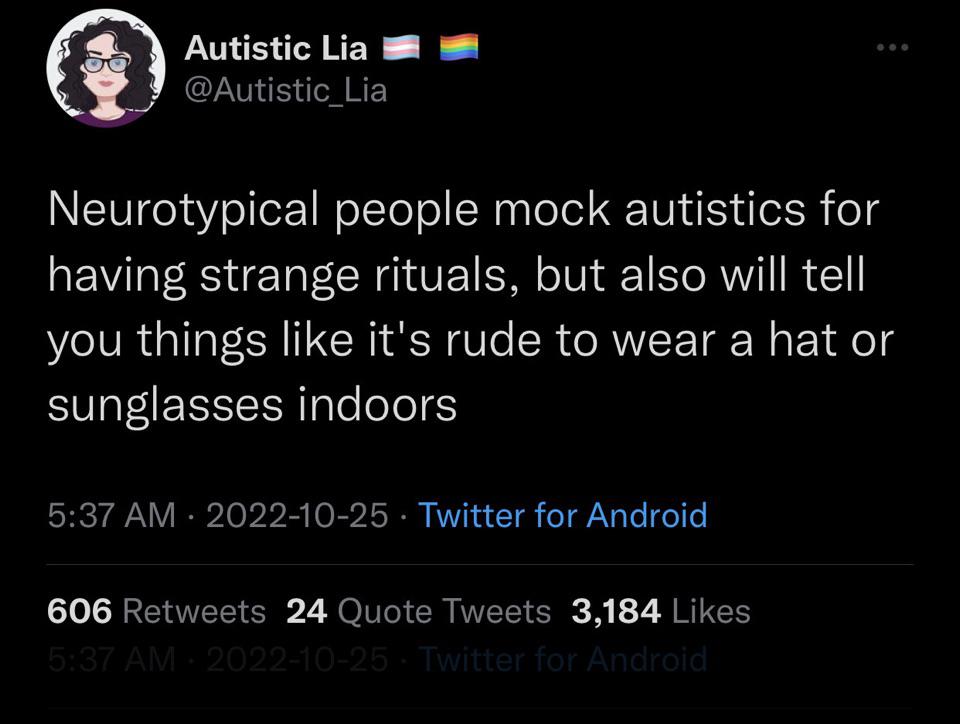 Autistic Lia 🏳️‍⚧️ 🏳️‍🌈
@Autistic_Lia
Neurotypical people mock autistics for
having strange rituals, but also will tell
you things like it's rude to wear a hat or
sunglasses indoors
5:37 AM · 2022-10-25 · Twitter for Android
606 Retweets 24 Quote Tweets 3,184 Likes
5:37 AM · 2022-10-25 · Twitter for Android